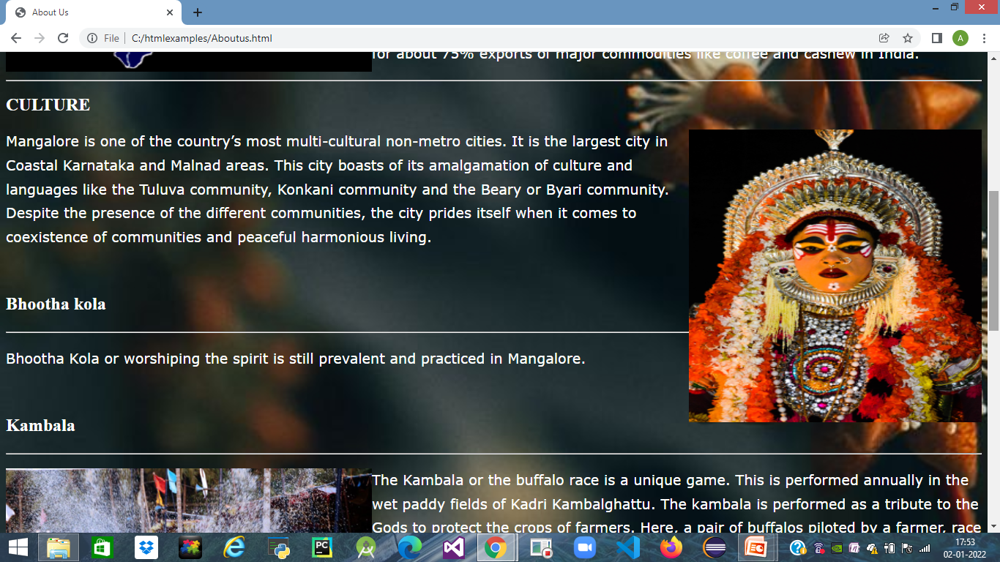 About Us
File
C:/htmlexamples/Aboutus.html
A
for about 75% exports of major commodities like coffee and cashew in India.
CULTURE
Mangalore is one of the country’s most multi-cultural non-metro cities. It is the largest city in
Coastal Karnataka and Malnad areas. This city boasts of its amalgamation of culture and
languages like the Tuluva community, Konkani community and the Beary or Byari community.
Despite the presence of the different communities, the city prides itself when it comes to
coexistence of communities and peaceful harmonious living.
Bhootha kola
Bhootha Kola or worshiping the spirit is still prevalent and practiced in Mangalore.
Kambala
The Kambala or the buffalo race is a unique game. This is performed annually in the
wet paddy fields of Kadri Kambalghattu. The kambala is performed as a tribute to the
Gods to protect the crops of farmers. Here, a pair of buffalos piloted by a farmer, race
PC
17:53
02-01-2022